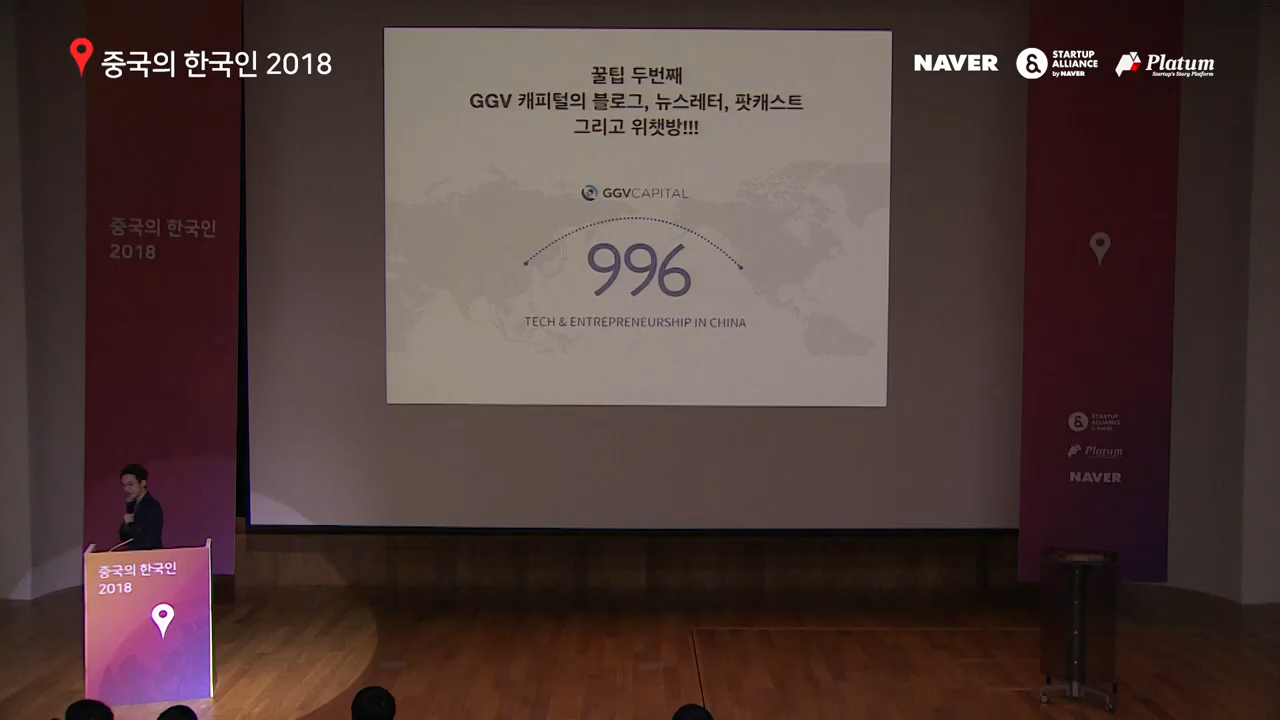 중국의 한국인 2018
NAVER
&
STARTUP
ALLIANCE
by NAVER
Platum
Startup's Story Platform
꿀팁 두번째
GGV 캐피털의 블로그, 뉴스레터, 팟캐스트
그리고 위챗방!!!
GGVCAPITAL
996
TECH & ENTREPRENEURSHIP IN CHINA
중국의 한국인
2018
&
STARTUP
ALLIANCE
Platum
NAVER
중국의 한국인
2018